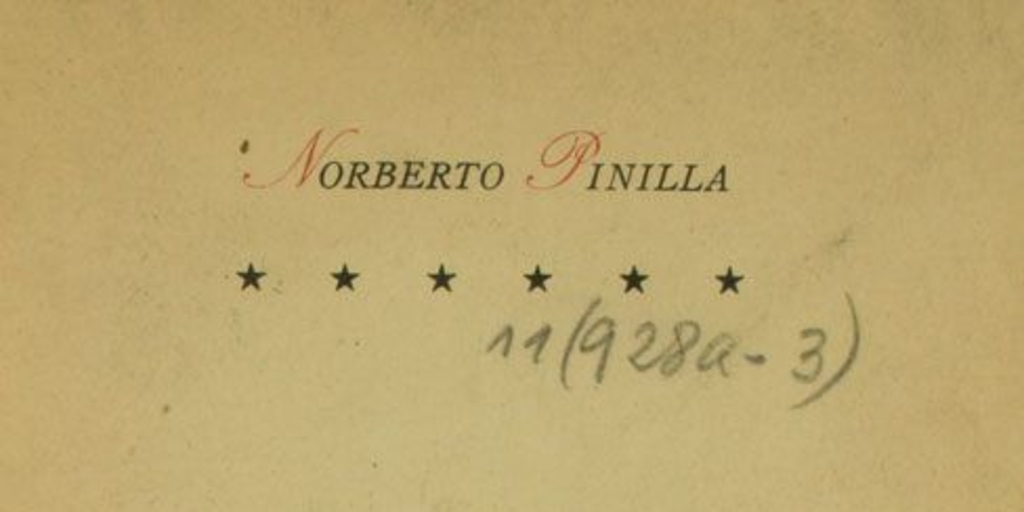 NORBERTO PINILLA
★ ★ ★ ★ ★ ★
11(928a-3)